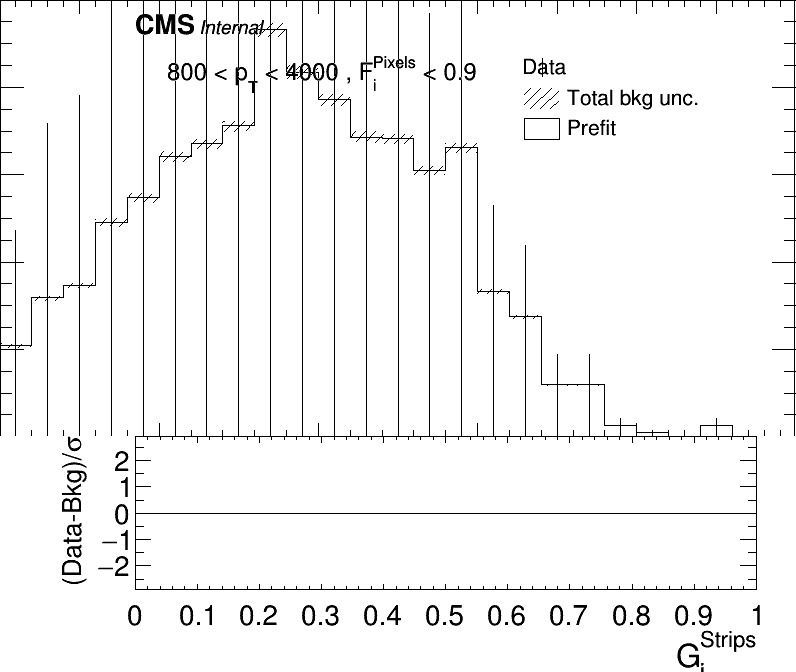 CMS Internal
800 < p_T < 4000 , F_i^Pixels < 0.9
Data
Total bkg unc.
Prefit
(Data-Bkg)/σ
2
1
0
−1
−2
0 0.1 0.2 0.3 0.4 0.5 0.6 0.7 0.8 0.9 1
G_i^Strips